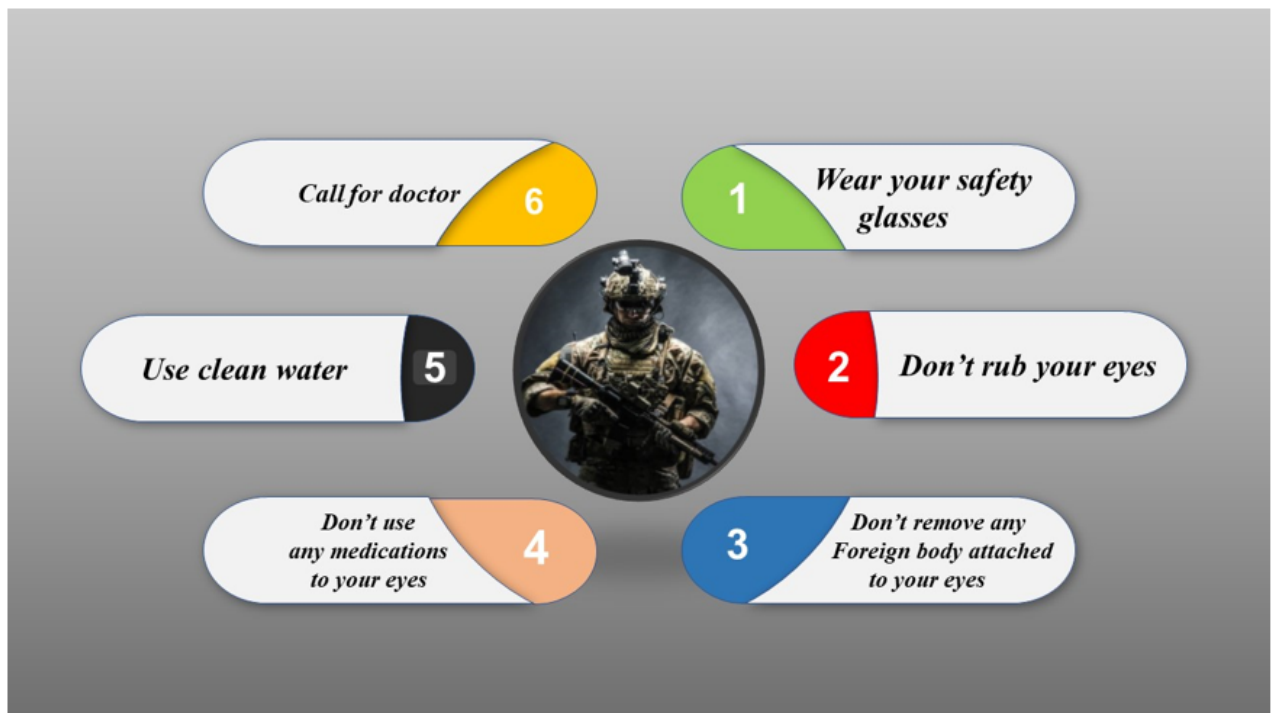 1
Wear your safety
glasses
2
Don't rub your eyes
3
Don't remove any
Foreign body attached
to your eyes
4
Don't use
any medications
to your eyes
5
Use clean water
6
Call for doctor